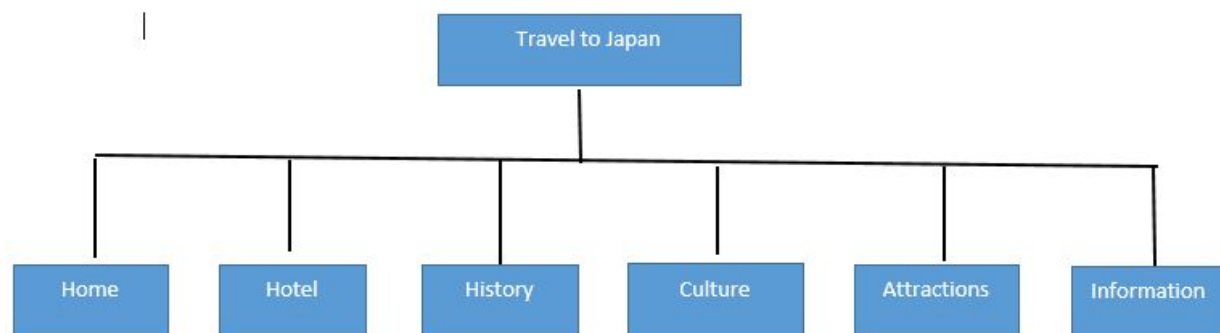 Travel to Japan
Home
Hotel
History
Culture
Attractions
Information